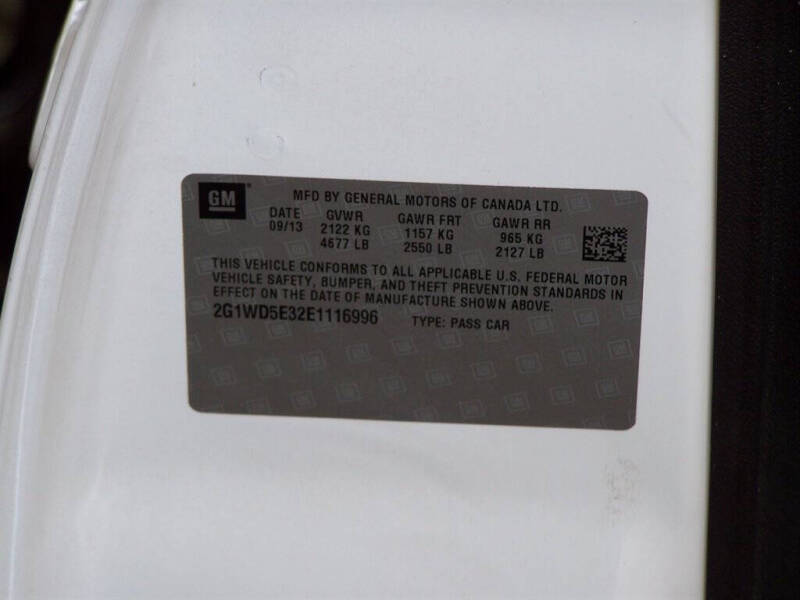 GM®
MFD BY GENERAL MOTORS OF CANADA LTD.
DATE GVWR GAWR FRT GAWR RR
09/13 2122 KG 1157 KG 965 KG
4677 LB 2550 LB 2127 LB
THIS VEHICLE CONFORMS TO ALL APPLICABLE U.S. FEDERAL MOTOR
VEHICLE SAFETY, BUMPER, AND THEFT PREVENTION STANDARDS IN
EFFECT ON THE DATE OF MANUFACTURE SHOWN ABOVE.
2G1WD5E32E1116996 TYPE: PASS CAR